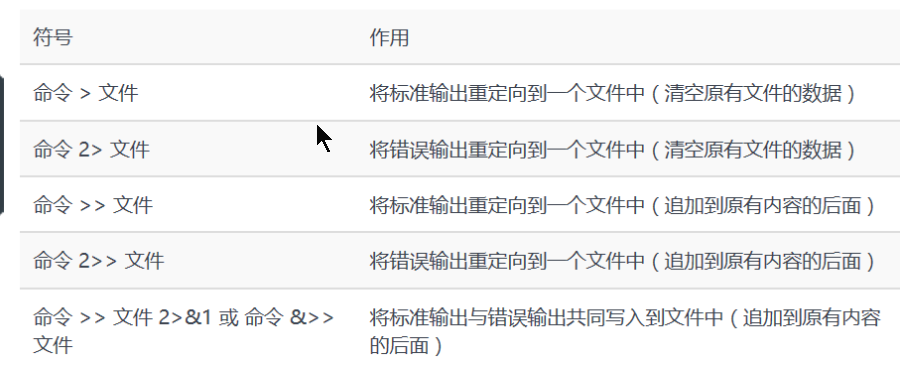 符号 作用
命令 > 文件 将标准输出重定向到一个文件中（清空原有文件的数据）
命令 2> 文件 将错误输出重定向到一个文件中（清空原有文件的数据）
命令 >> 文件 将标准输出重定向到一个文件中（追加到原有内容的后面）
命令 2>> 文件 将错误输出重定向到一个文件中（追加到原有内容的后面）
命令 >> 文件 2>&1 或 命令 &>> 将标准输出与错误输出共同写入到文件中（追加到原有内容
文件 的后面）